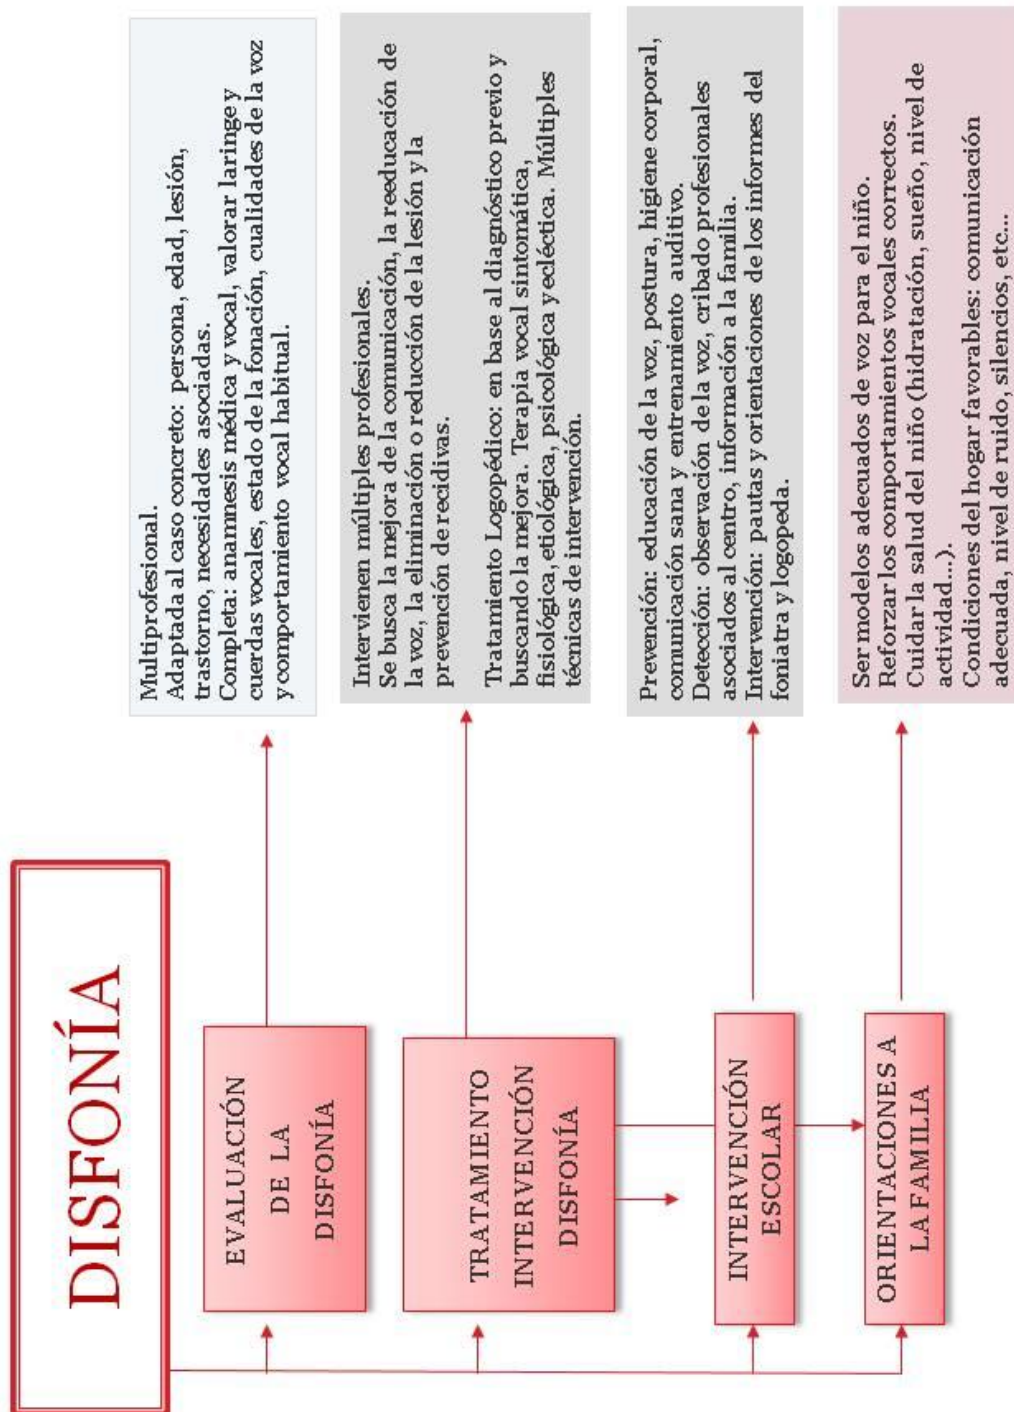 DISFONÍA
EVALUACIÓN
DE LA
DISFONÍA
Multiprofesional.
Adaptada al caso concreto: persona, edad, lesión,
trastorno, necesidades asociadas.
Completa: anamnesis médica y vocal, valorar laringe y
cuerdas vocales, estado de la fonación, cualidades de la voz
y comportamiento vocal habitual.
TRATAMIENTO
INTERVENCIÓN
DISFONÍA
Intervienen múltiples profesionales.
Se busca la mejora de la comunicación, la reeducación de
la voz, la eliminación o reducción de la lesión y la
prevención de recidivas.
Tratamiento Logopédico: en base al diagnóstico previo y
buscando la mejora. Terapia vocal sintomática,
fisiológica, etiológica, psicológica y ecléctica. Múltiples
técnicas de intervención.
INTERVENCIÓN
ESCOLAR
Prevención: educación de la voz, postura, higiene corporal,
comunicación sana y entrenamiento auditivo.
Detección: observación de la voz, cribado profesionales
asociados al centro, información a la familia.
Intervención: pautas y orientaciones de los informes del
foniatra y logopeda.
ORIENTACIONES A
LA FAMILIA
Ser modelos adecuados de voz para el niño.
Reforzar los comportamientos vocales correctos.
Cuidar la salud del niño (hidratación, sueño, nivel de
actividad...).
Condiciones del hogar favorables: comunicación
adecuada, nivel de ruido, silencios, etc...